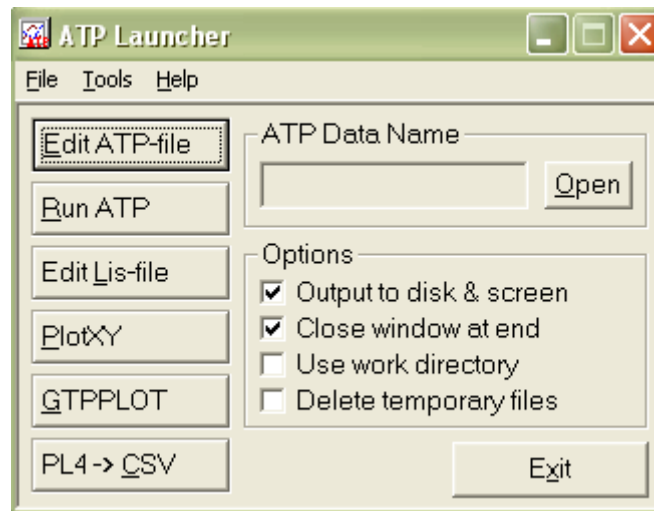 ATP Launcher
File Tools Help
Edit ATP-file
Run ATP
Edit Lis-file
PlotXY
GTPPLOT
PL4 -> CSV
ATP Data Name
Open
Options
Output to disk & screen
Close window at end
Use work directory
Delete temporary files
Exit